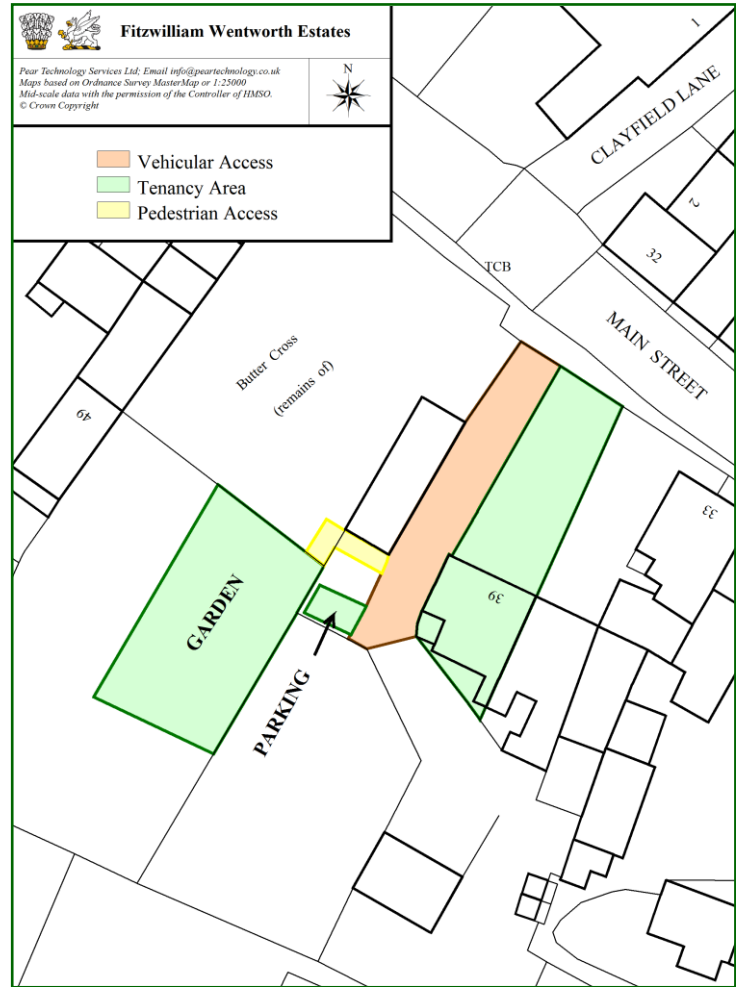 Fitzwilliam Wentworth Estates
Pear Technology Services Ltd; Email info@peartechnology.co.uk
Maps based on Ordnance Survey MasterMap or 1:25000
Mid-scale data with the permission of the Controller of HMSO.
© Crown Copyright
N
Vehicular Access
Tenancy Area
Pedestrian Access
1
CLAYFIELD LANE
2
32
TCB
MAIN STREET
Butter Cross
(remains of)
49
33
39
GARDEN
PARKING